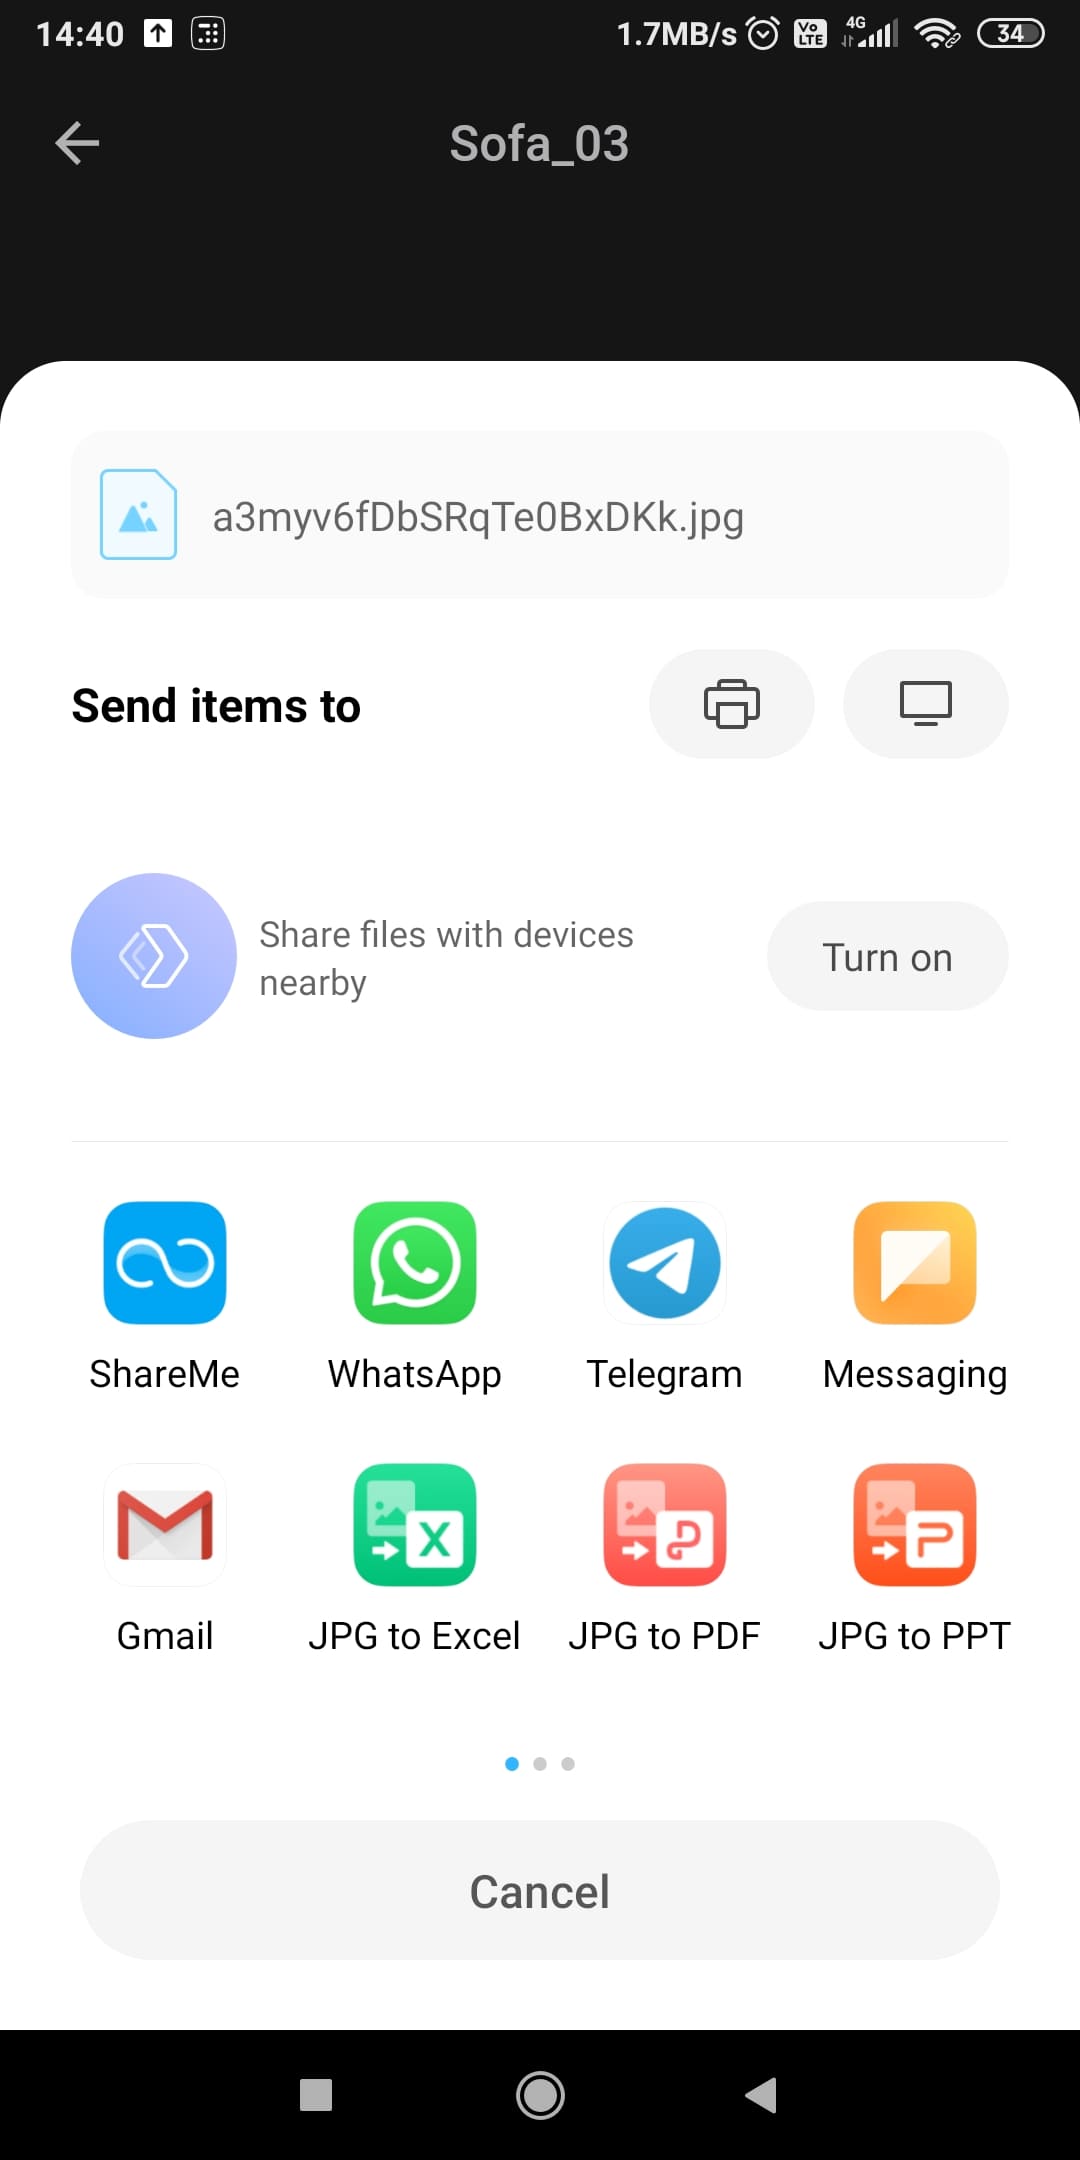 14:40 1.7MB/s Vo LTE 4G 34
Sofa_03
a3myv6fDbSRqTe0BxDKk.jpg
Send items to
Share files with devices
nearby
Turn on
ShareMe WhatsApp Telegram Messaging
Gmail JPG to Excel JPG to PDF JPG to PPT
Cancel